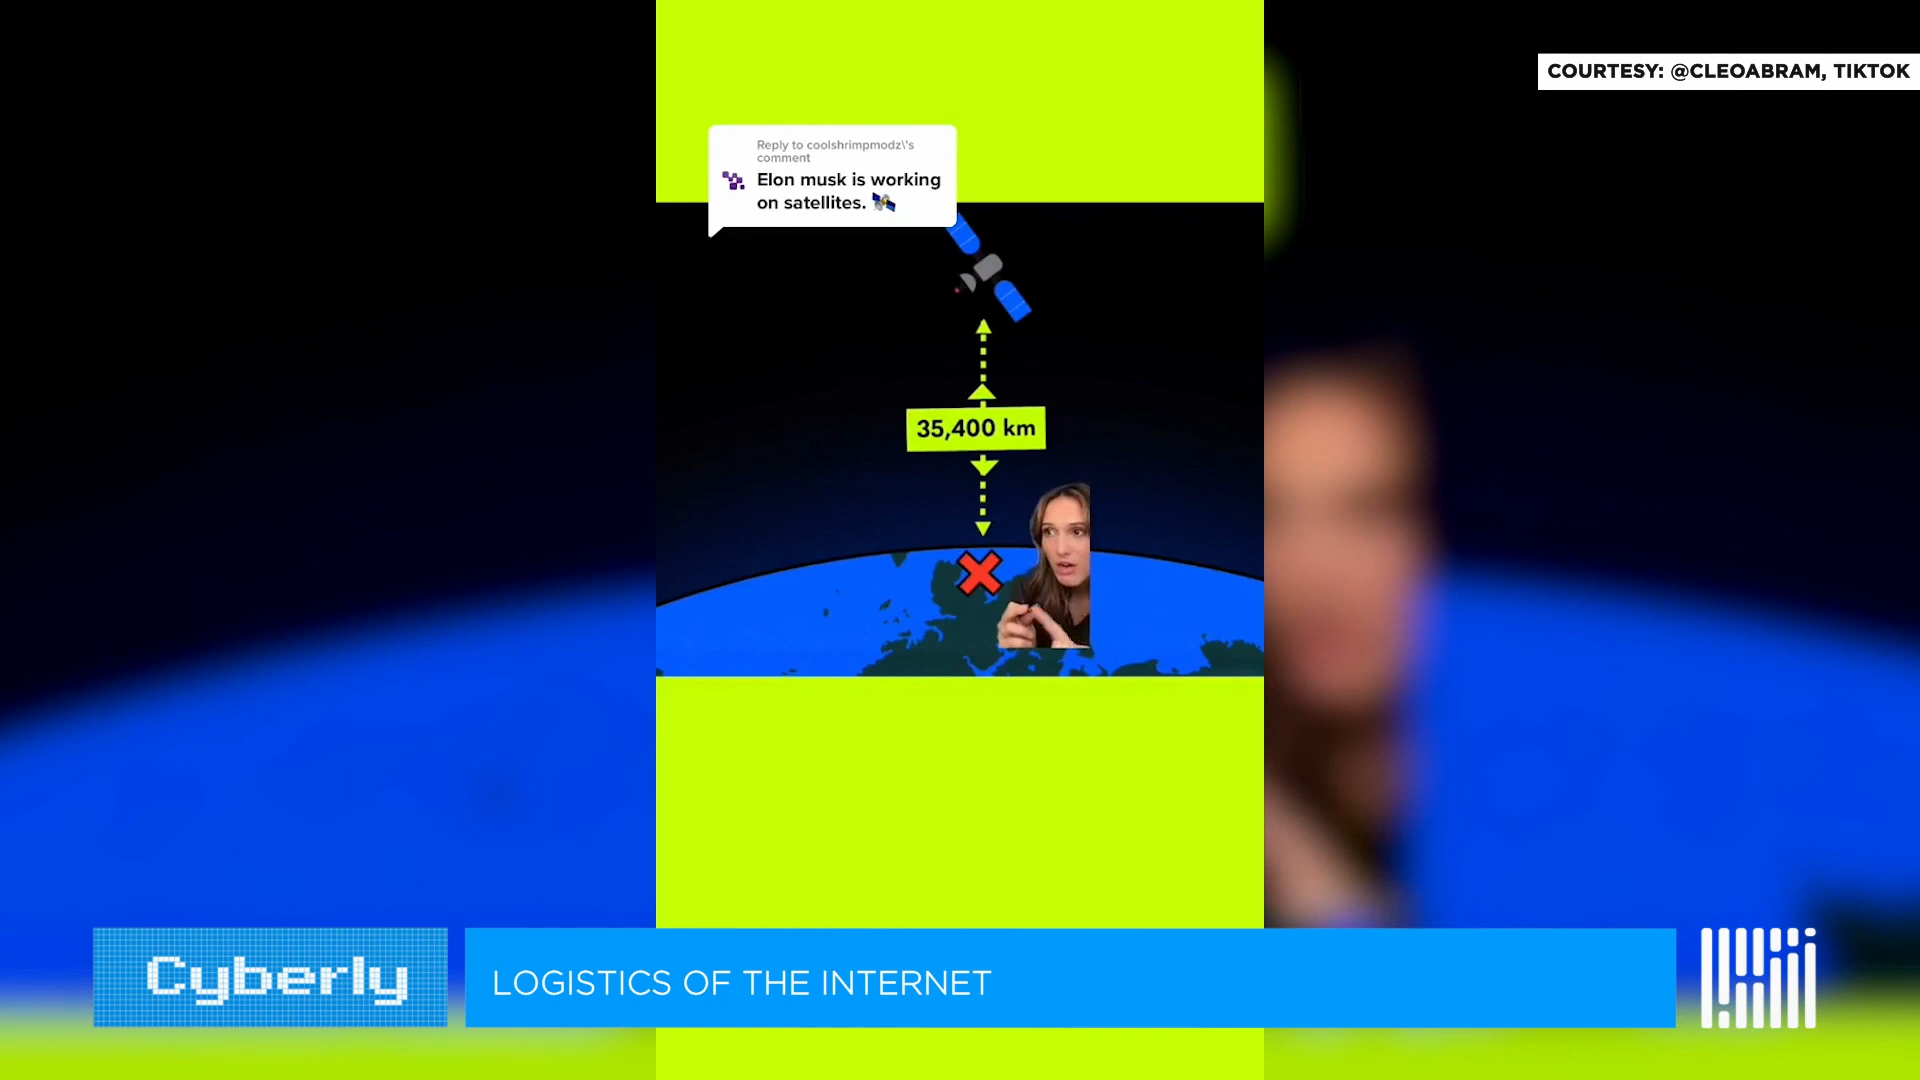 COURTESY: @CLEOABRAM, TIKTOK
Reply to coolshrimpmodz\'s
comment
Elon musk is working
on satellites.
35,400 km
Cyberly
LOGISTICS OF THE INTERNET